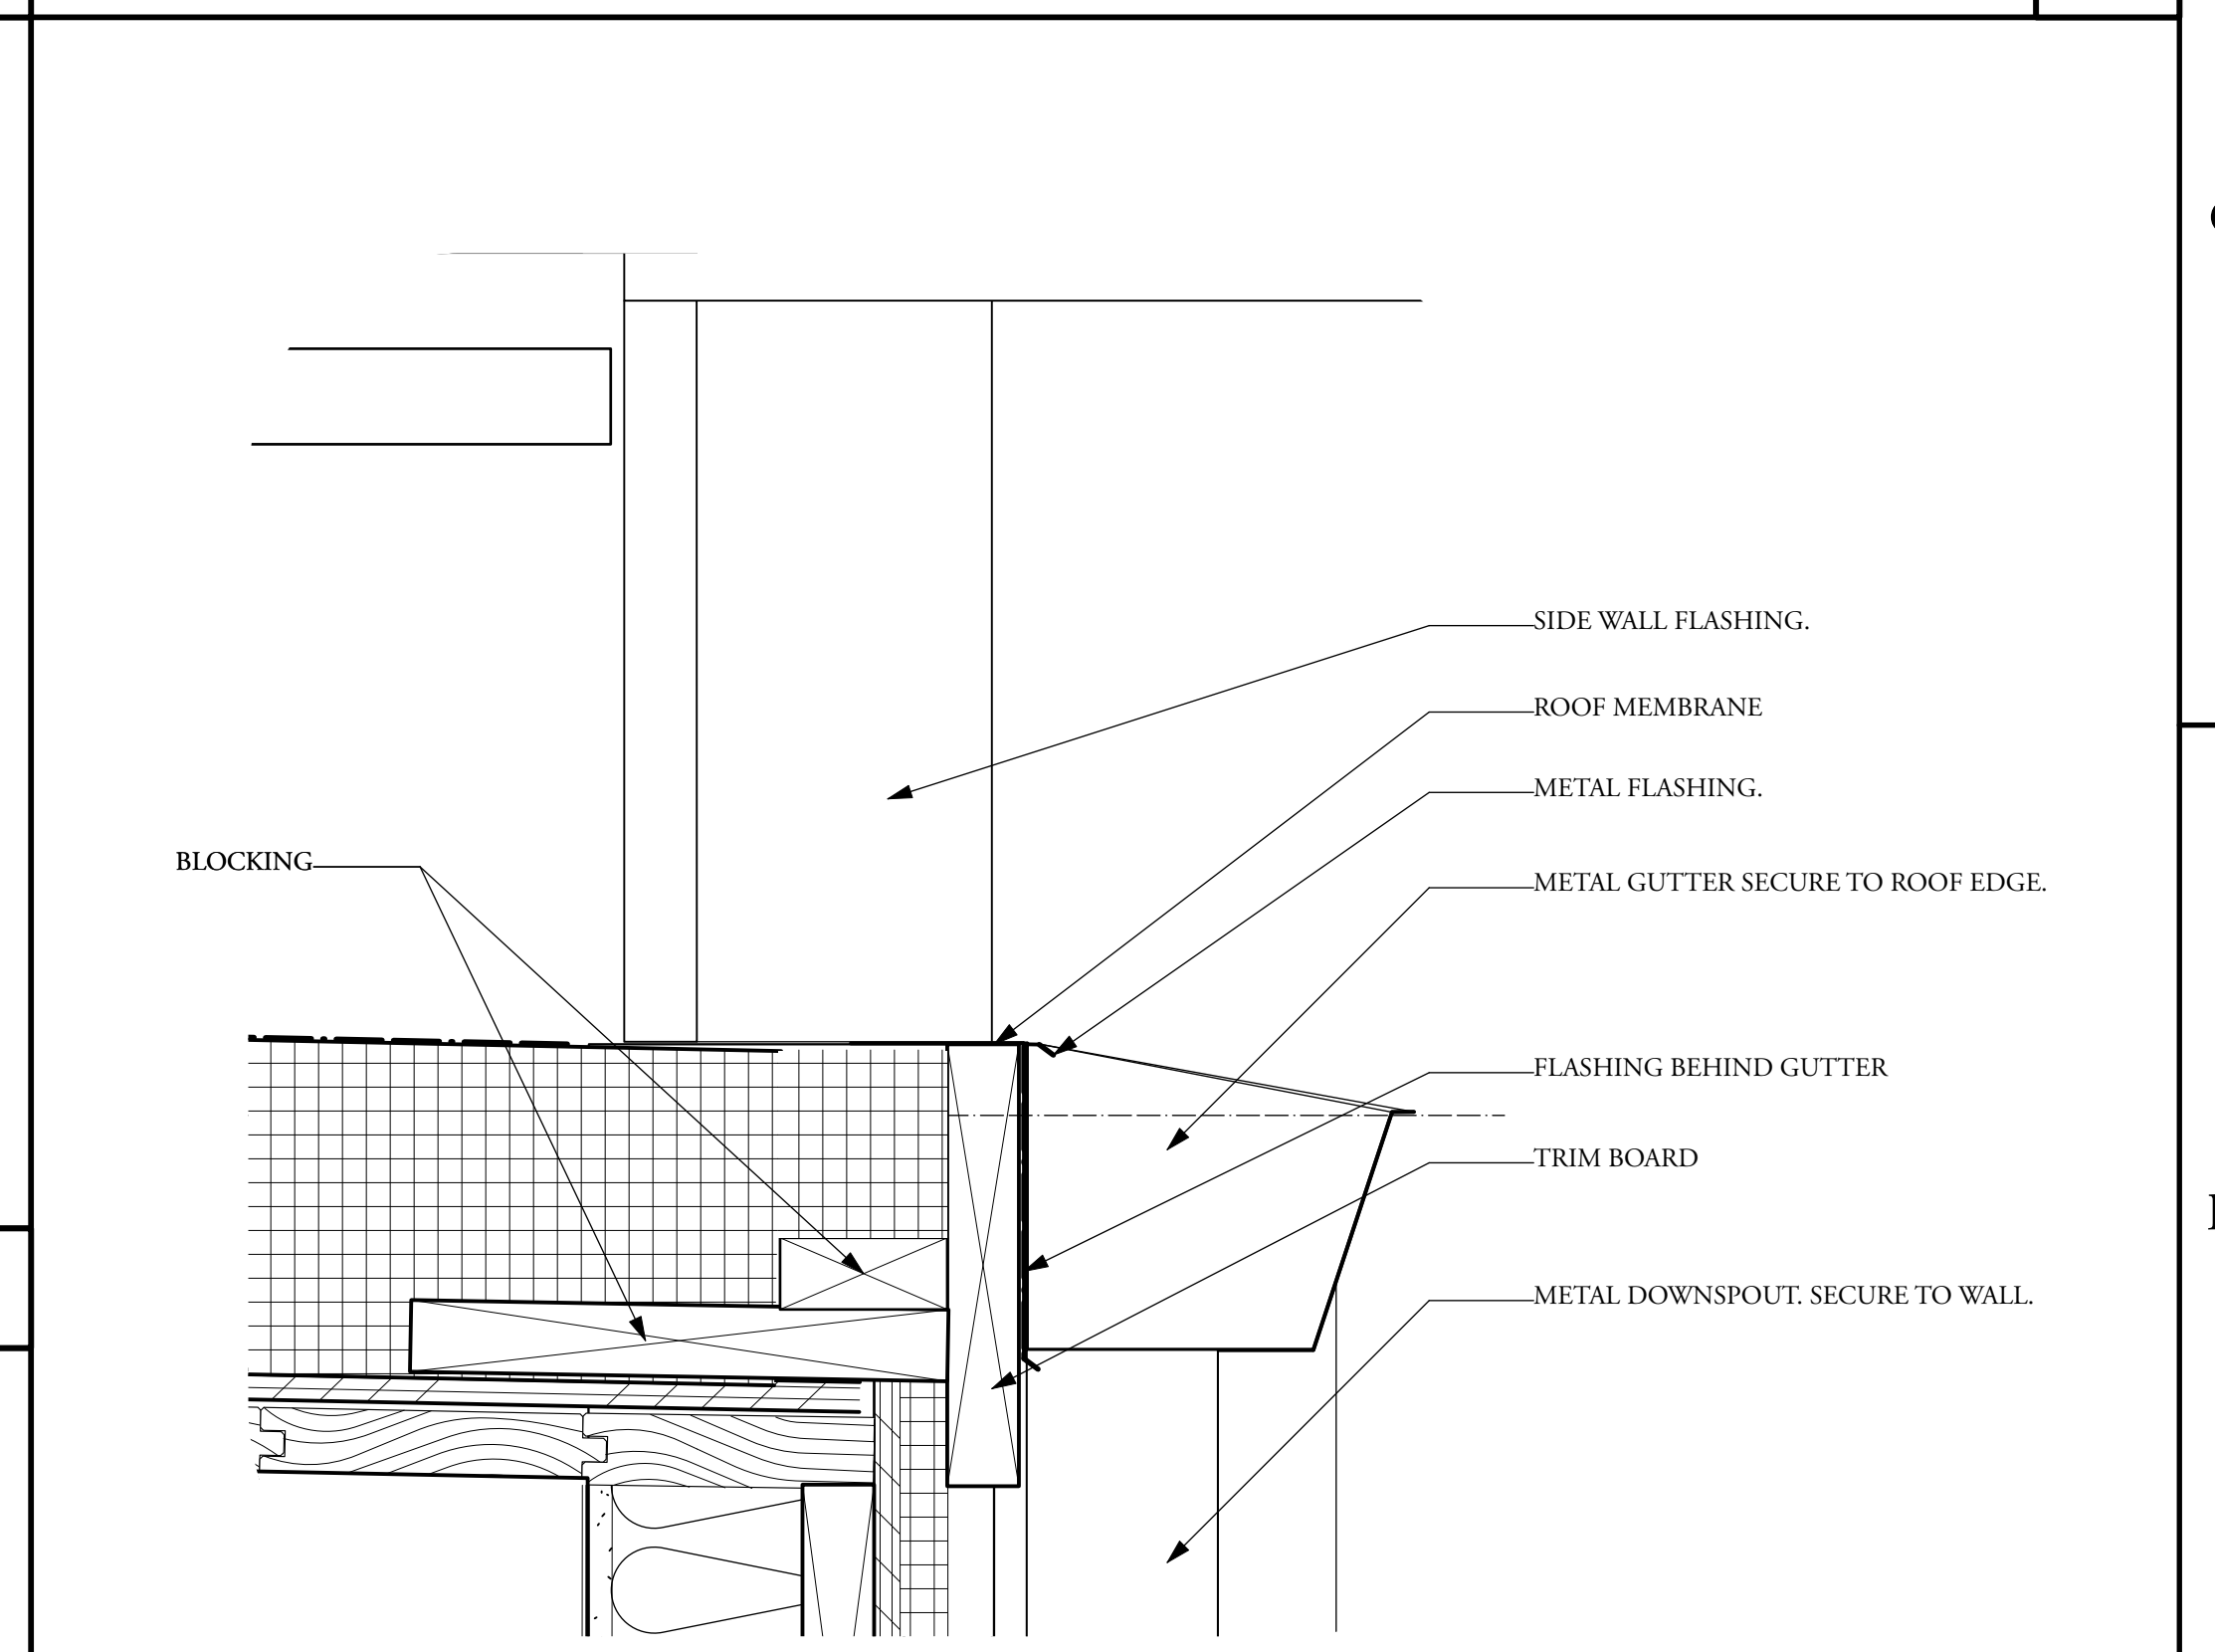 SIDE WALL FLASHING.
ROOF MEMBRANE
METAL FLASHING.
BLOCKING
METAL GUTTER SECURE TO ROOF EDGE.
FLASHING BEHIND GUTTER
TRIM BOARD
METAL DOWNSPOUT. SECURE TO WALL.